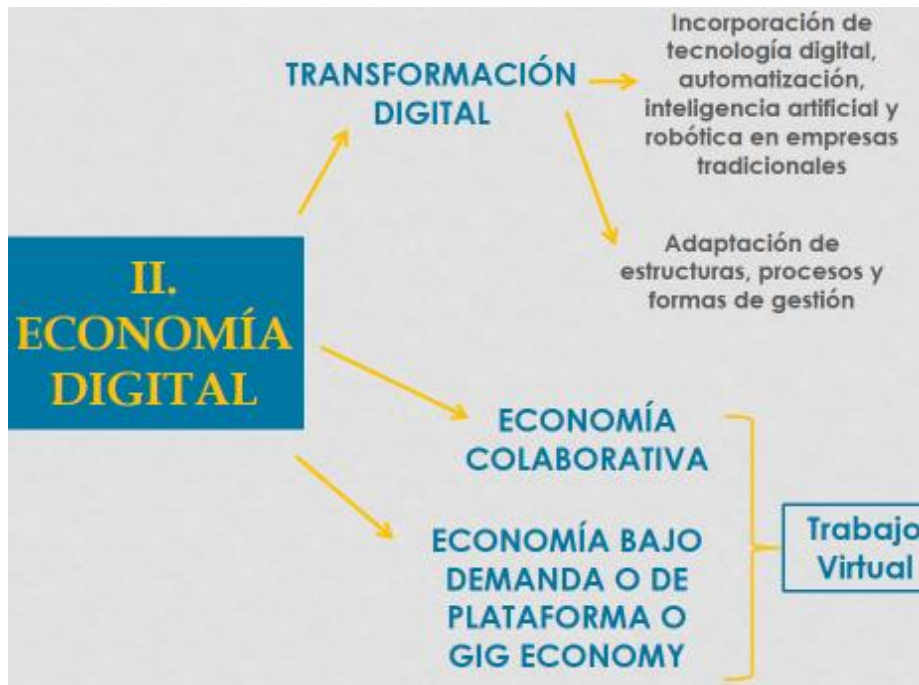 Incorporación de
tecnología digital,
automatización,
inteligencia artificial y
robótica en empresas
tradicionales
TRANSFORMACIÓN
DIGITAL
Adaptación de
estructuras, procesos y
formas de gestión
II.
ECONOMÍA
DIGITAL
ECONOMÍA
COLABORATIVA
ECONOMÍA BAJO
DEMANDA O DE
PLATAFORMA O
GIG ECONOMY
Trabajo
Virtual